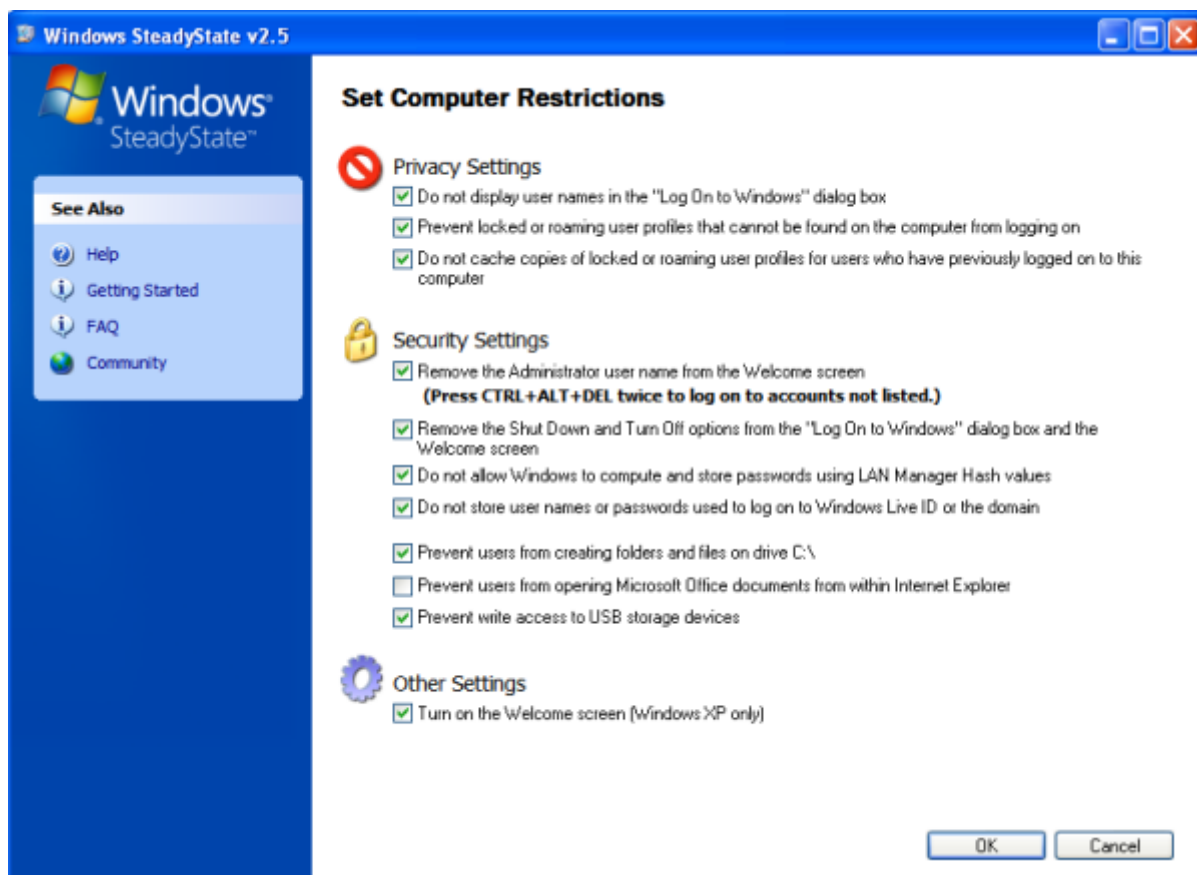 Windows SteadyState v2.5
Windows®
SteadyState™
See Also
Help
Getting Started
FAQ
Community
Set Computer Restrictions
Privacy Settings
Do not display user names in the "Log On to Windows" dialog box
Prevent locked or roaming user profiles that cannot be found on the computer from logging on
Do not cache copies of locked or roaming user profiles for users who have previously logged on to this
computer
Security Settings
Remove the Administrator user name from the Welcome screen
(Press CTRL+ALT+DEL twice to log on to accounts not listed.)
Remove the Shut Down and Turn Off options from the "Log On to Windows" dialog box and the
Welcome screen
Do not allow Windows to compute and store passwords using LAN Manager Hash values
Do not store user names or passwords used to log on to Windows Live ID or the domain
Prevent users from creating folders and files on drive C:\
Prevent users from opening Microsoft Office documents from within Internet Explorer
Prevent write access to USB storage devices
Other Settings
Turn on the Welcome screen (Windows XP only)
OK
Cancel